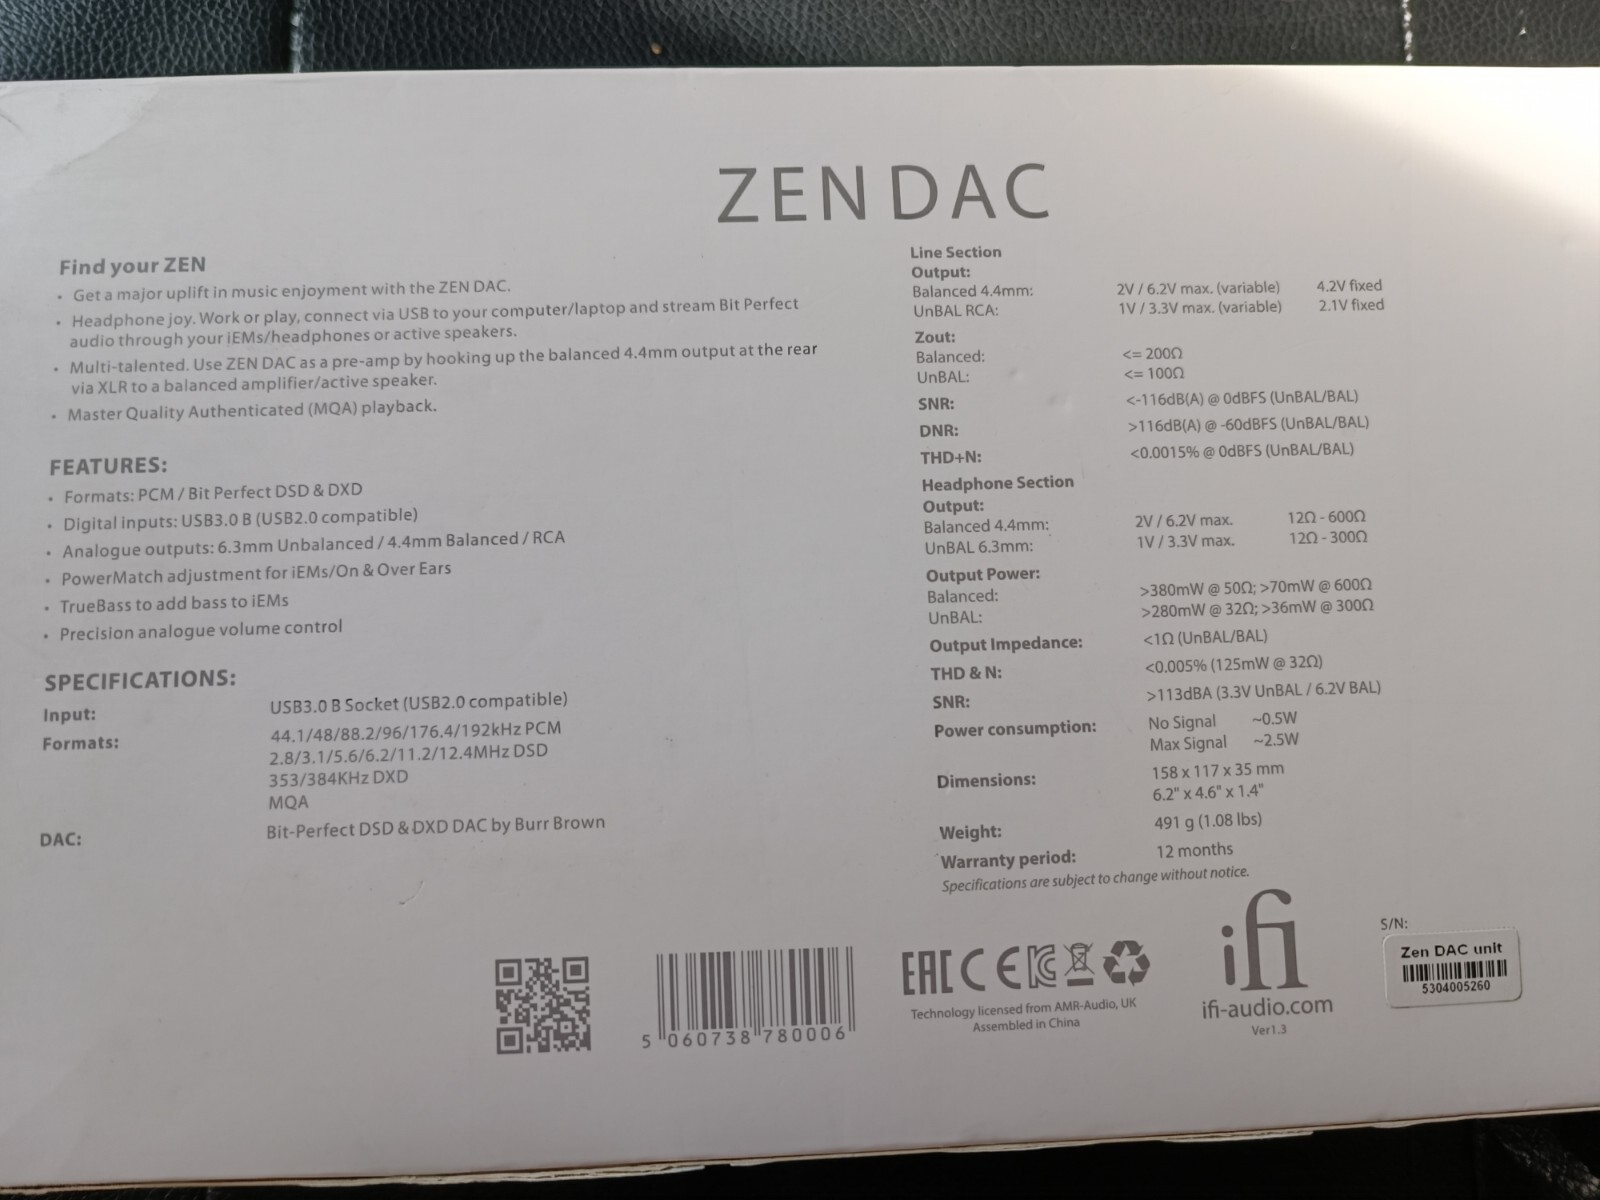 ZEN DAC
Find your ZEN
• Get a major uplift in music enjoyment with the ZEN DAC.
• Headphone joy. Work or play, connect via USB to your computer/laptop and stream Bit Perfect
audio through your iEMs/headphones or active speakers.
• Multi-talented. Use ZEN DAC as a pre-amp by hooking up the balanced 4.4mm output at the rear
via XLR to a balanced amplifier/active speaker.
• Master Quality Authenticated (MQA) playback.
FEATURES:
• Formats: PCM / Bit Perfect DSD & DXD
• Digital inputs: USB3.0 B (USB2.0 compatible)
• Analogue outputs: 6.3mm Unbalanced / 4.4mm Balanced / RCA
• PowerMatch adjustment for iEMs/On & Over Ears
• TrueBass to add bass to iEMs
• Precision analogue volume control
SPECIFICATIONS:
Input: USB3.0 B Socket (USB2.0 compatible)
Formats: 44.1/48/88.2/96/176.4/192kHz PCM
2.8/3.1/5.6/6.2/11.2/12.4MHz DSD
353/384KHz DXD
MQA
DAC: Bit-Perfect DSD & DXD DAC by Burr Brown
Line Section
Output:
Balanced 4.4mm: 2V / 6.2V max. (variable) 4.2V fixed
UnBAL RCA: 1V / 3.3V max. (variable) 2.1V fixed
Zout:
Balanced: <= 200Ω
UnBAL: <= 100Ω
SNR: <-116dB(A) @ 0dBFS (UnBAL/BAL)
DNR: >116dB(A) @ -60dBFS (UnBAL/BAL)
THD+N: <0.0015% @ 0dBFS (UnBAL/BAL)
Headphone Section
Output:
Balanced 4.4mm: 2V / 6.2V max. 12Ω - 600Ω
UnBAL 6.3mm: 1V / 3.3V max. 12Ω - 300Ω
Output Power:
Balanced: >380mW @ 50Ω; >70mW @ 600Ω
UnBAL: >280mW @ 32Ω; >36mW @ 300Ω
Output Impedance: <1Ω (UnBAL/BAL)
THD & N: <0.005% (125mW @ 32Ω)
SNR: >113dBA (3.3V UnBAL / 6.2V BAL)
Power consumption: No Signal ~0.5W
Max Signal ~2.5W
Dimensions: 158 x 117 x 35 mm
6.2" x 4.6" x 1.4"
Weight: 491 g (1.08 lbs)
Warranty period: 12 months
Specifications are subject to change without notice.
5 060738 780006
EAC CE
Technology licensed from AMR-Audio, UK
Assembled in China
ifi
ifi-audio.com
Ver1.3
S/N:
Zen DAC unit
5304005260